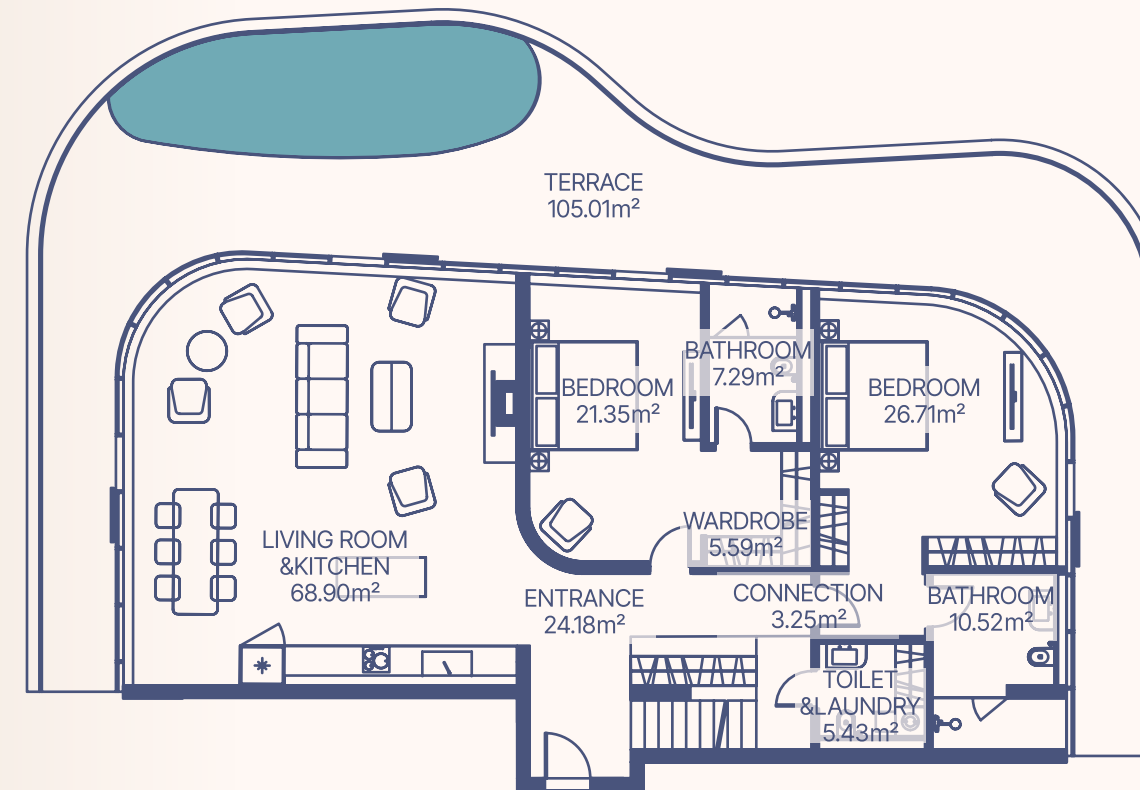 TERRACE
105.01m²
BATHROOM
7.29m²
BEDROOM
21.35m²
BEDROOM
26.71m²
WARDROBE
5.59m²
LIVING ROOM
&KITCHEN
68.90m²
ENTRANCE
24.18m²
CONNECTION
3.25m²
BATHROOM
10.52m²
TOILET
&LAUNDRY
5.43m²